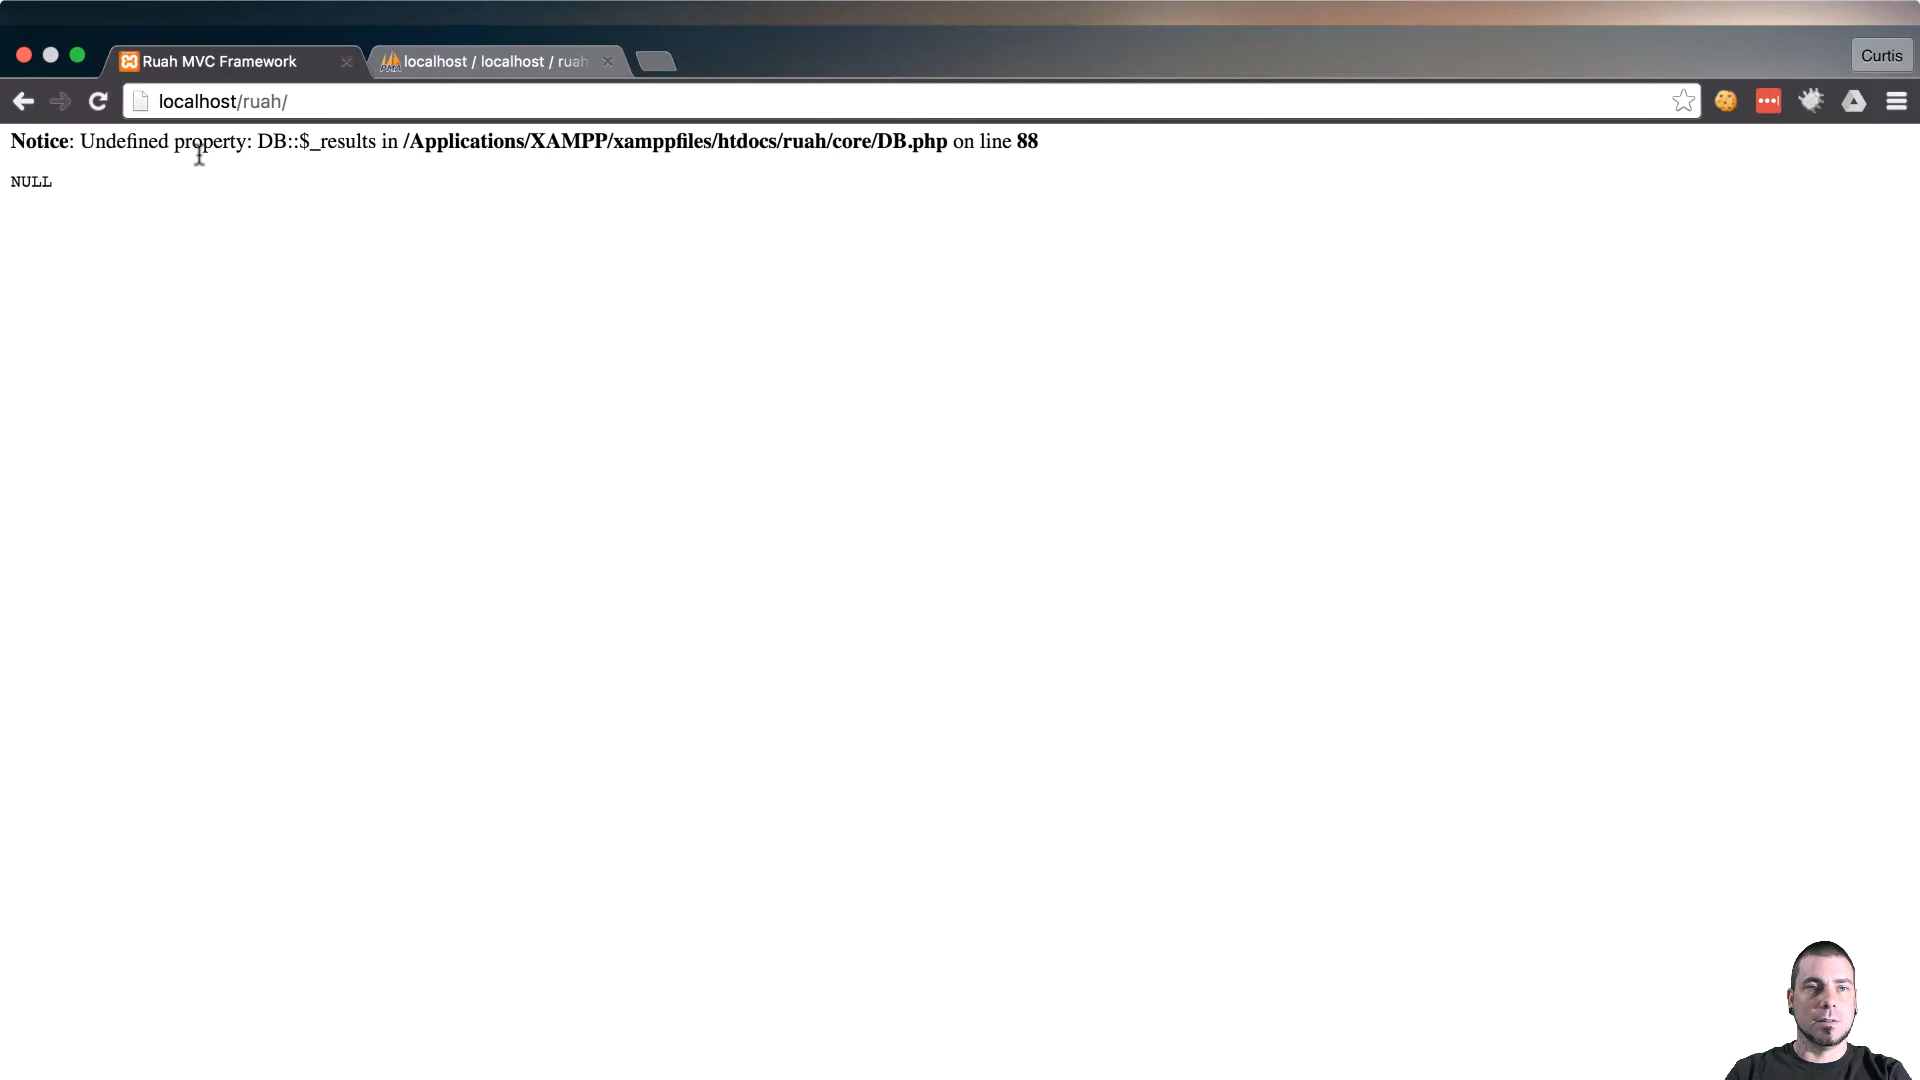 Ruah MVC Framework
localhost / localhost / ruah
Curtis
localhost/ruah/
Notice: Undefined property: DB::$_results in /Applications/XAMPP/xamppfiles/htdocs/ruah/core/DB.php on line 88
NULL